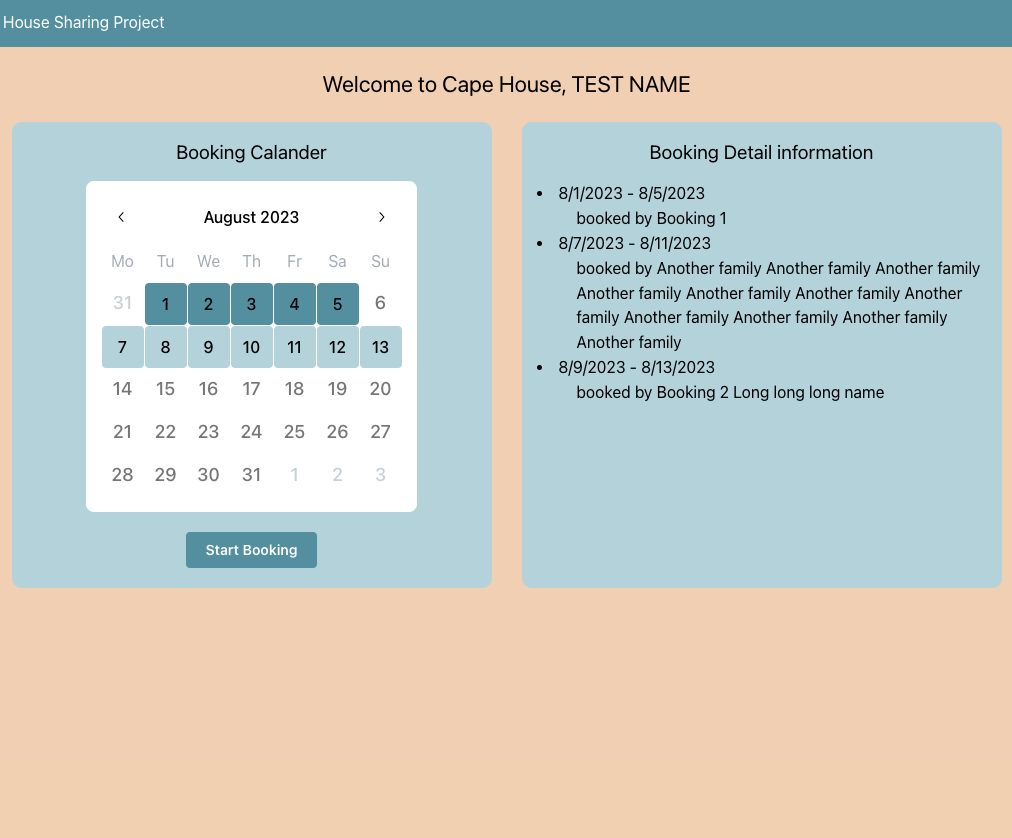 House Sharing Project
Welcome to Cape House, TEST NAME
Booking Calander
August 2023
Mo Tu We Th Fr Sa Su
31 1 2 3 4 5 6
7 8 9 10 11 12 13
14 15 16 17 18 19 20
21 22 23 24 25 26 27
28 29 30 31 1 2 3
Start Booking
Booking Detail information
• 8/1/2023 - 8/5/2023
booked by Booking 1
• 8/7/2023 - 8/11/2023
booked by Another family Another family Another family
Another family Another family Another family Another
family Another family Another family Another family
Another family
• 8/9/2023 - 8/13/2023
booked by Booking 2 Long long long name